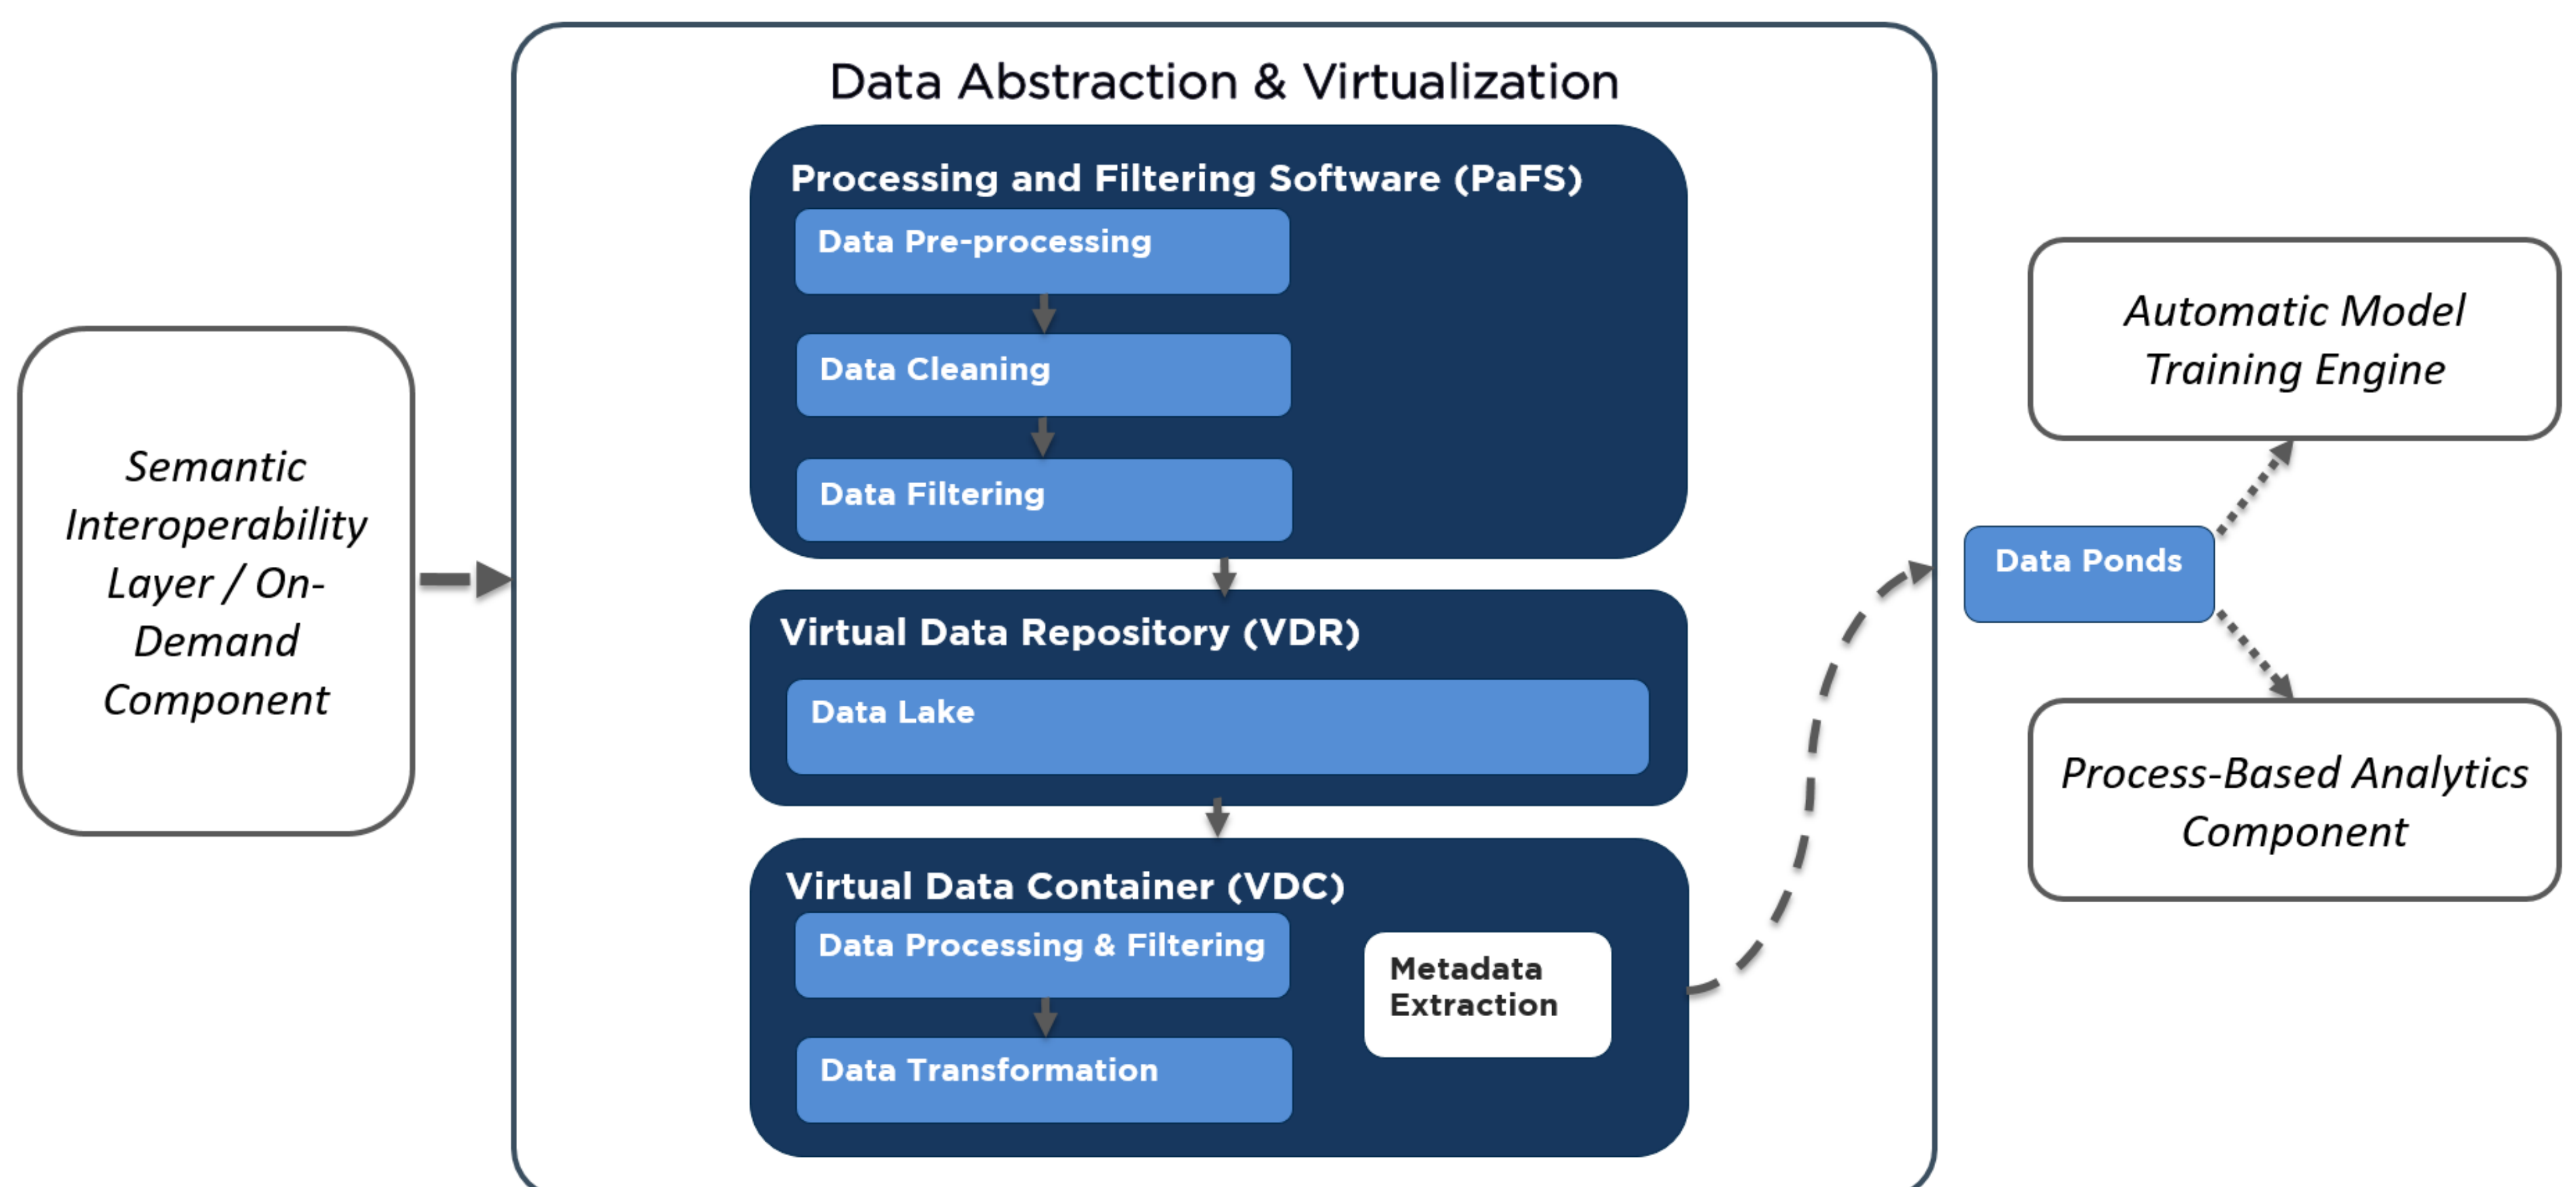 Data Abstraction & Virtualization
Semantic
Interoperability
Layer / On-
Demand
Component
Processing and Filtering Software (PaFS)
Data Pre-processing
Data Cleaning
Data Filtering
Virtual Data Repository (VDR)
Data Lake
Virtual Data Container (VDC)
Data Processing & Filtering
Data Transformation
Metadata
Extraction
Data Ponds
Automatic Model
Training Engine
Process-Based Analytics
Component